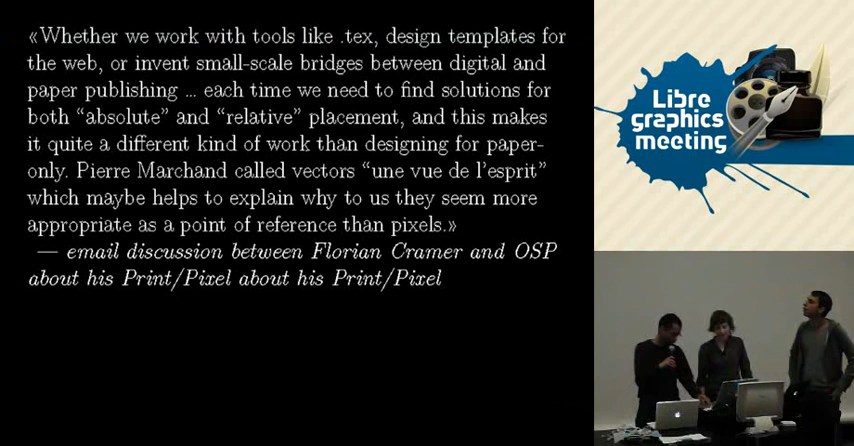 «Whether we work with tools like .tex, design templates for
the web, or invent small-scale bridges between digital and
paper publishing ... each time we need to find solutions for
both “absolute” and “relative” placement, and this makes
it quite a different kind of work than designing for paper-
only. Pierre Marchand called vectors “une vue de l'esprit”
which maybe helps to explain why to us they seem more
appropriate as a point of reference than pixels.»
— email discussion between Florian Cramer and OSP
about his Print/Pixel about his Print/Pixel
Libre
graphics
meeting